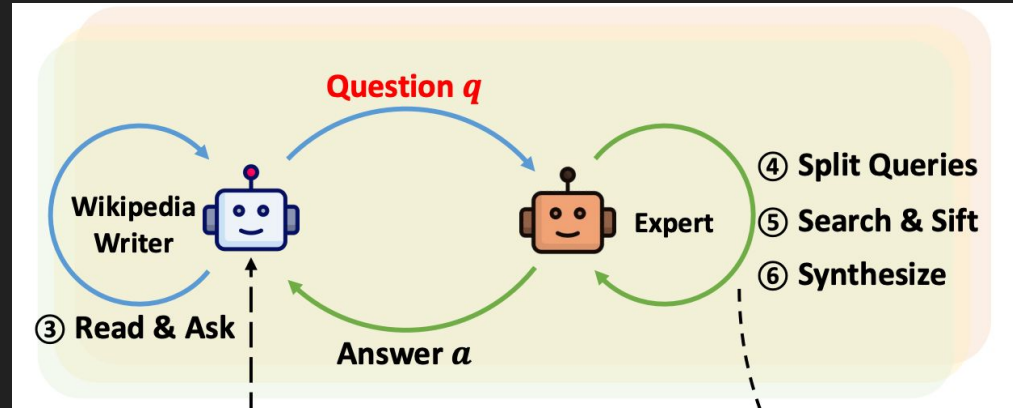 Question q
Wikipedia
Writer
Expert
④ Split Queries
⑤ Search & Sift
⑥ Synthesize
③ Read & Ask
Answer a